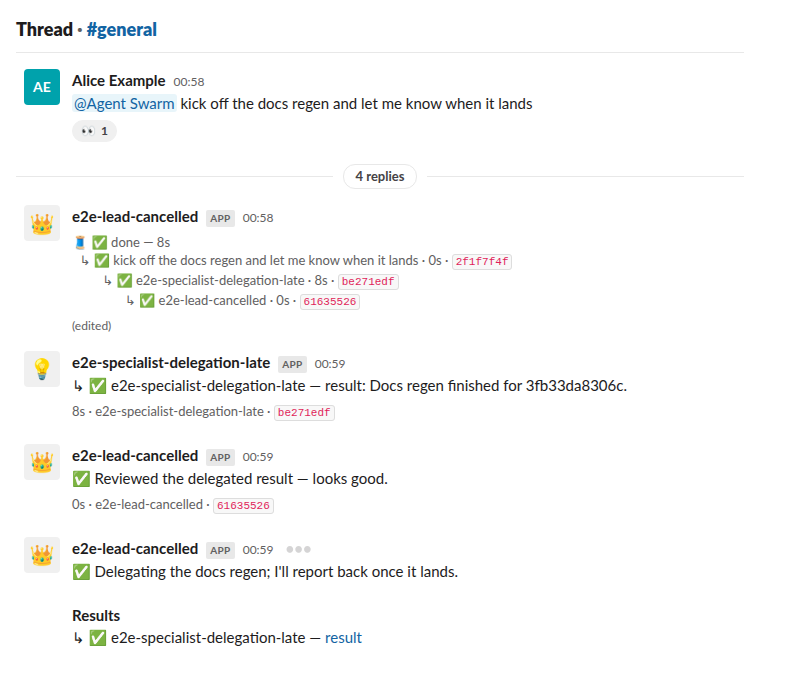 Thread • #general
AE
Alice Example 00:58
@Agent Swarm kick off the docs regen and let me know when it lands
👀 1
4 replies
e2e-lead-cancelled APP 00:58
🧵 ✅ done — 8s
↳ ✅ kick off the docs regen and let me know when it lands · 0s · 2f1f7f4f
↳ ✅ e2e-specialist-delegation-late · 8s · be271edf
↳ ✅ e2e-lead-cancelled · 0s · 61635526
(edited)
e2e-specialist-delegation-late APP 00:59
↳ ✅ e2e-specialist-delegation-late — result: Docs regen finished for 3fb33da8306c.
8s · e2e-specialist-delegation-late · be271edf
e2e-lead-cancelled APP 00:59
✅ Reviewed the delegated result — looks good.
0s · e2e-lead-cancelled · 61635526
e2e-lead-cancelled APP 00:59
✅ Delegating the docs regen; I'll report back once it lands.
Results
↳ ✅ e2e-specialist-delegation-late — result